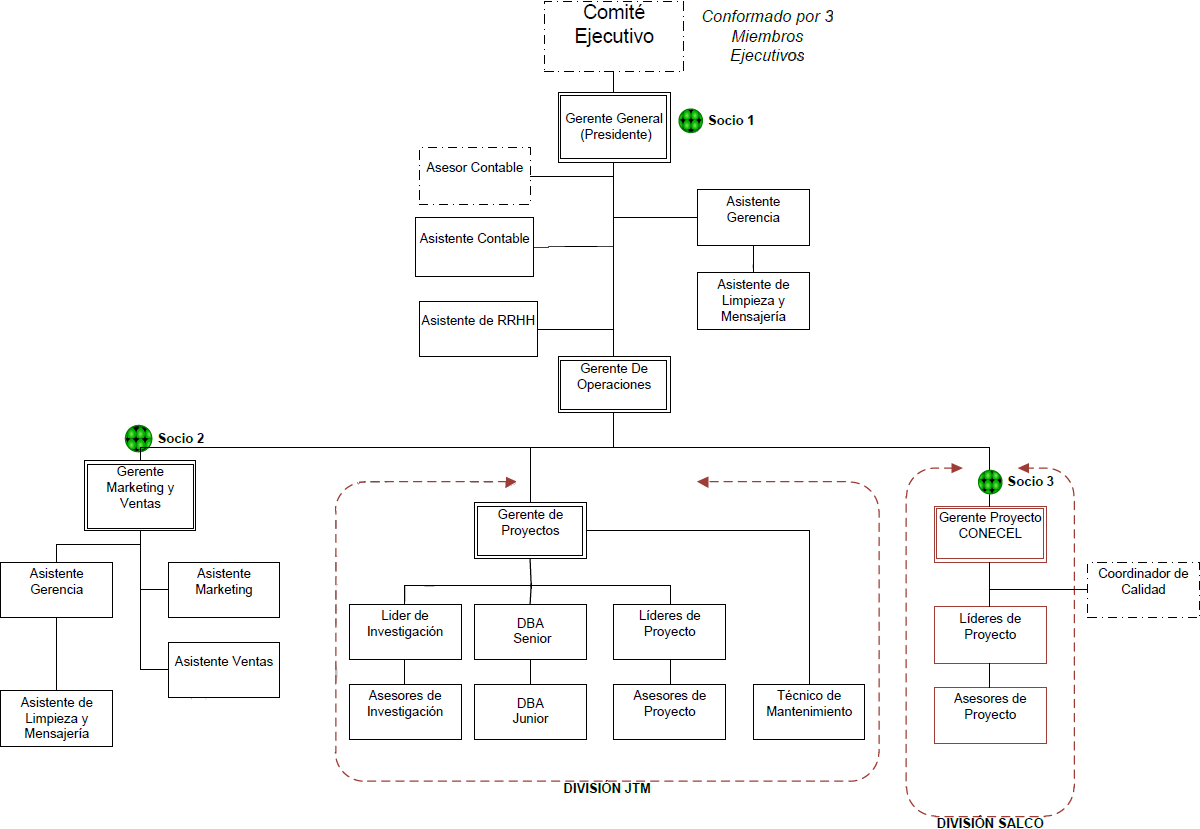 Comité
Ejecutivo
Conformado por 3
Miembros
Ejecutivos
Gerente General
(Presidente)
Socio 1
Asesor Contable
Asistente
Gerencia
Asistente Contable
Asistente de
Limpieza y
Mensajería
Asistente de RRHH
Gerente De
Operaciones
Socio 2
Gerente
Marketing y
Ventas
Socio 3
Gerente de
Proyectos
Gerente Proyecto
CONECEL
Asistente
Gerencia
Asistente
Marketing
Coordinador de
Calidad
Lider de
Investigación
DBA
Senior
Líderes de
Proyecto
Líderes de
Proyecto
Asistente Ventas
Asistente de
Limpieza y
Mensajería
Asesores de
Investigación
DBA
Junior
Asesores de
Proyecto
Técnico de
Mantenimiento
Asesores de
Proyecto
DIVISIÓN JTM
DIVISIÓN SALCO